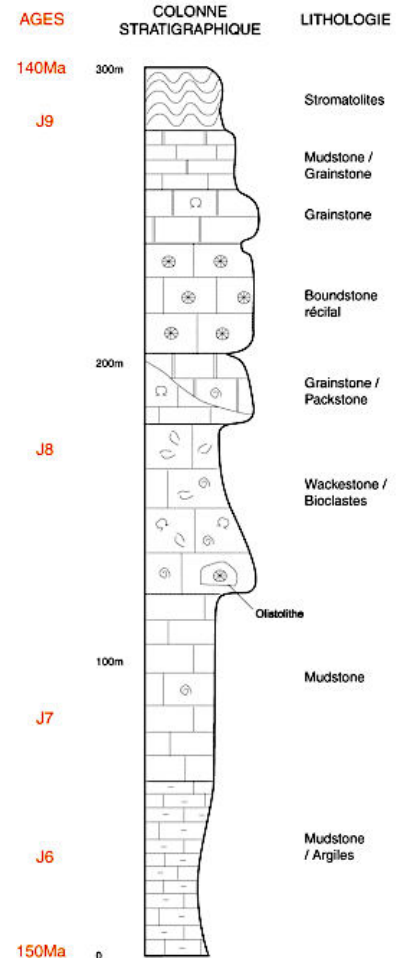 AGES
COLONNE
STRATIGRAPHIQUE
LITHOLOGIE
140Ma
300m
Stromatolites
J9
Mudstone /
Grainstone
Grainstone
Boundstone
récifal
200m
Grainstone /
Packstone
J8
Wackestone /
Bioclastes
Olistolithe
100m
Mudstone
J7
Mudstone
/ Argiles
J6
150Ma
0